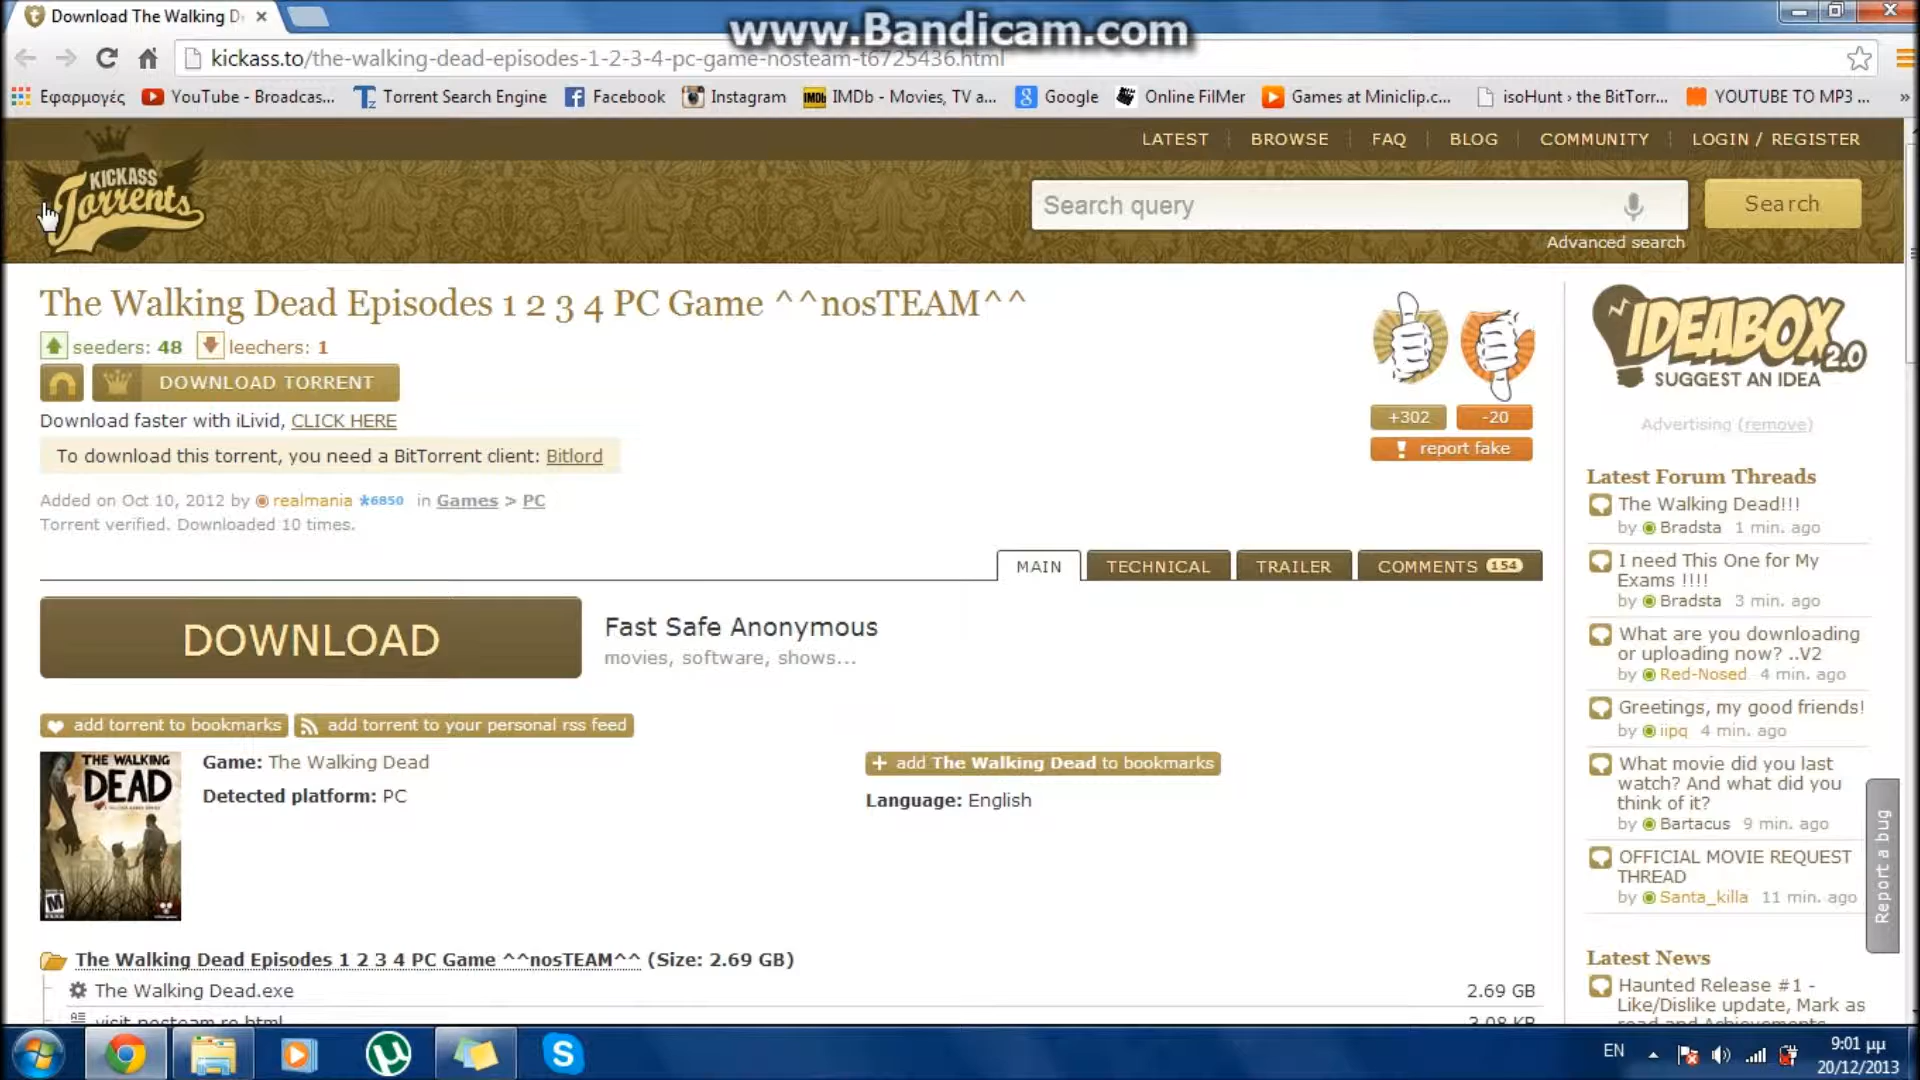 Download The Walking D
www.Bandicam.com
kickass.to/the-walking-dead-episodes-1-2-3-4-pc-game-nosteam-t6725436.html
Εφαρμογές YouTube - Broadcas... Torrent Search Engine Facebook Instagram IMDb - Movies, TV a... Google Online FilMer Games at Miniclip.c... isoHunt › the BitTorr... YOUTUBE TO MP3 ... »
LATEST BROWSE FAQ BLOG COMMUNITY LOGIN / REGISTER
KICKASS
Torrents
Search query
Search
Advanced search
The Walking Dead Episodes 1 2 3 4 PC Game ^^nosTEAM^^
seeders: 48 leechers: 1
DOWNLOAD TORRENT
Download faster with iLivid, CLICK HERE
To download this torrent, you need a BitTorrent client: Bitlord
Added on Oct 10, 2012 by realmania *6850 in Games > PC
Torrent verified. Downloaded 10 times.
+302 -20
! report fake
MAIN TECHNICAL TRAILER COMMENTS 154
DOWNLOAD
Fast Safe Anonymous
movies, software, shows...
add torrent to bookmarks add torrent to your personal rss feed
THE WALKING
DEAD
M
Game: The Walking Dead
Detected platform: PC
+ add The Walking Dead to bookmarks
Language: English
The Walking Dead Episodes 1 2 3 4 PC Game ^^nosTEAM^^ (Size: 2.69 GB)
The Walking Dead.exe 2.69 GB
visit nosteam.ro.html 3.08 KB
IDEABOX 2.0
SUGGEST AN IDEA
Advertising (remove)
Latest Forum Threads
The Walking Dead!!!
by Bradsta 1 min. ago
I need This One for My
Exams !!!!
by Bradsta 3 min. ago
What are you downloading
or uploading now? ..V2
by Red-Nosed 4 min. ago
Greetings, my good friends!
by iipq 4 min. ago
What movie did you last
watch? And what did you
think of it?
by Bartacus 9 min. ago
OFFICIAL MOVIE REQUEST
THREAD
by Santa_killa 11 min. ago
Report a bug
Latest News
Haunted Release #1 -
Like/Dislike update, Mark as
read and Achievements
EN
9:01 μμ
20/12/2013